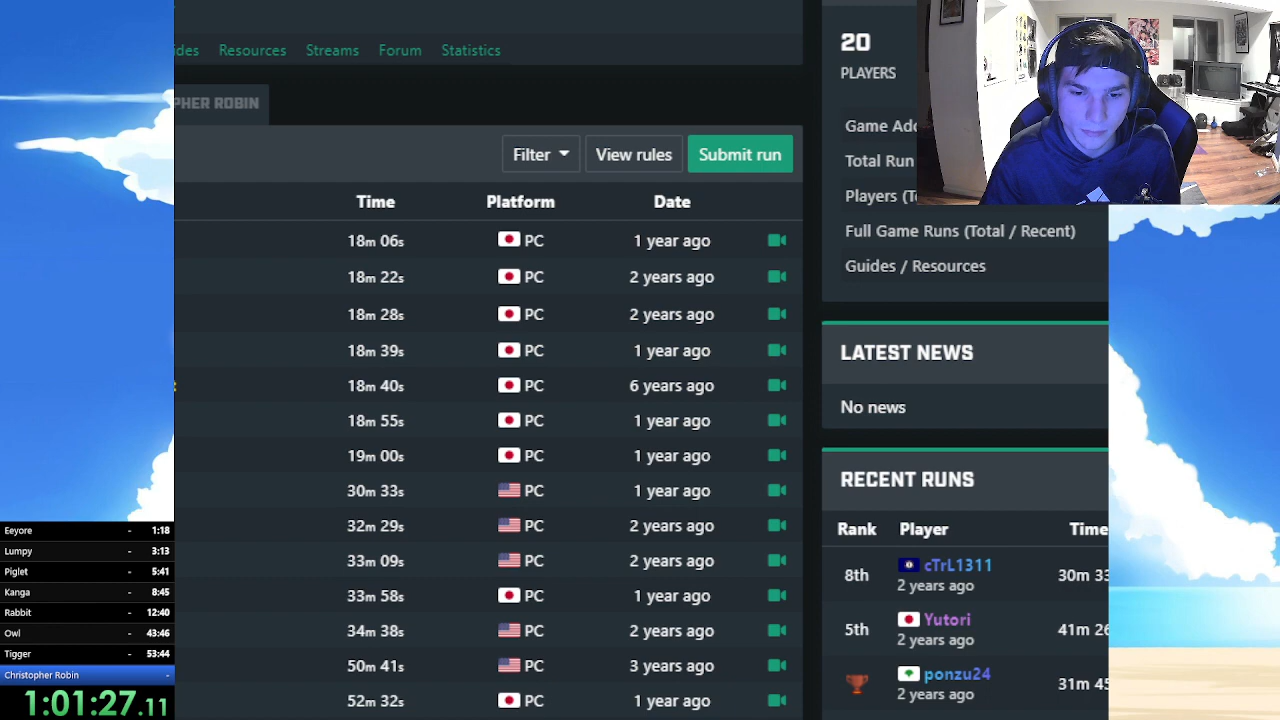 ides Resources Streams Forum Statistics
PHER ROBIN
Filter View rules Submit run
Time Platform Date
18m 06s PC 1 year ago
18m 22s PC 2 years ago
18m 28s PC 2 years ago
18m 39s PC 1 year ago
18m 40s PC 6 years ago
18m 55s PC 1 year ago
19m 00s PC 1 year ago
30m 33s PC 1 year ago
32m 29s PC 2 years ago
33m 09s PC 2 years ago
33m 58s PC 1 year ago
34m 38s PC 2 years ago
50m 41s PC 3 years ago
52m 32s PC 1 year ago
20
PLAYERS
Game Add
Total Run
Players (T
Full Game Runs (Total / Recent)
Guides / Resources
LATEST NEWS
No news
RECENT RUNS
Rank Player Time
8th cTrL1311 30m 33
2 years ago
5th Yutori 41m 26
2 years ago
ponzu24 31m 45
2 years ago
Eeyore - 1:18
Lumpy - 3:13
Piglet - 5:41
Kanga - 8:45
Rabbit - 12:40
Owl - 43:46
Tigger - 53:44
Christopher Robin -
1:01:27.11